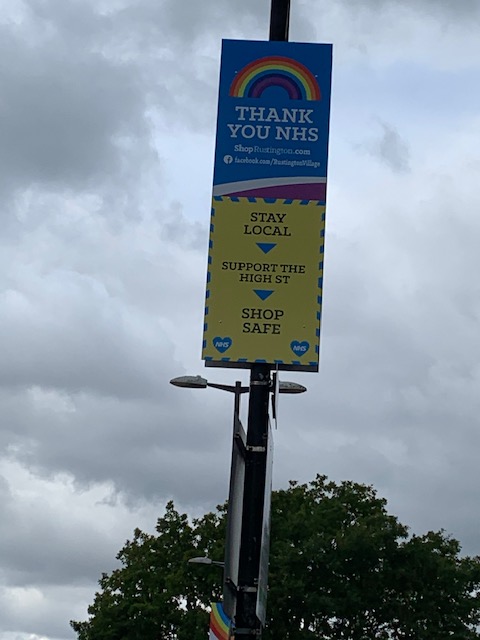 THANK
YOU NHS
ShopRustington.com
facebook.com/RustingtonVillage
STAY
LOCAL
SUPPORT THE
HIGH ST
SHOP
SAFE
NHS NHS